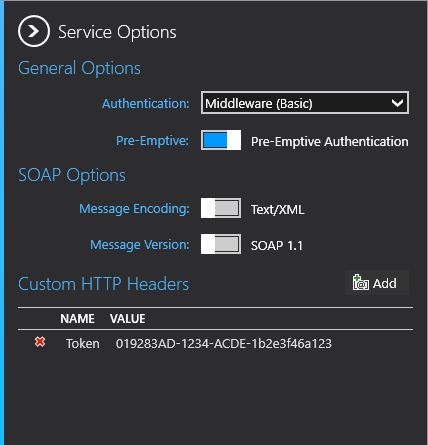 Service Options
General Options
Authentication: Middleware (Basic)
Pre-Emptive: Pre-Emptive Authentication
SOAP Options
Message Encoding: Text/XML
Message Version: SOAP 1.1
Custom HTTP Headers Add
NAME VALUE
Token 019283AD-1234-ACDE-1b2e3f46a123